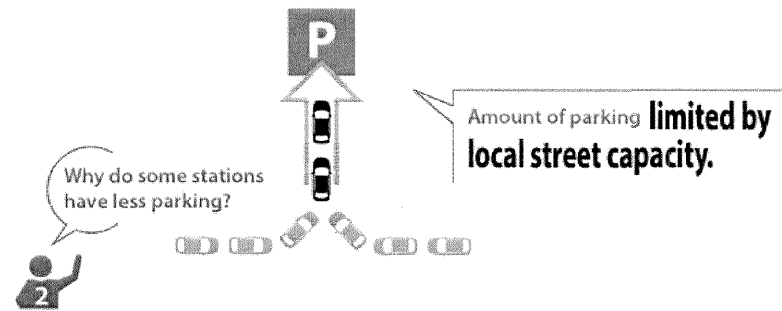 P
Amount of parking limited by
local street capacity.
Why do some stations
have less parking?
2